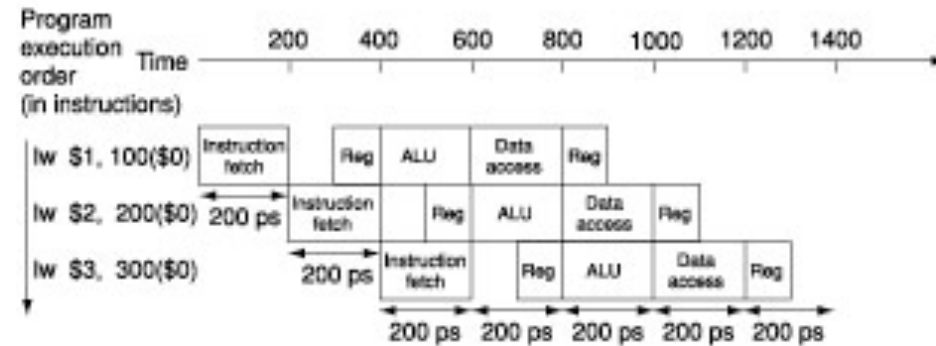 Program
execution
order
(in instructions)
Time
200 400 600 800 1000 1200 1400
lw $1, 100($0)
Instruction
fetch
Reg
ALU
Data
access
Reg
lw $2, 200($0)
200 ps
Instruction
fetch
Reg
ALU
Data
access
Reg
lw $3, 300($0)
200 ps
Instruction
fetch
Reg
ALU
Data
access
Reg
200 ps 200 ps 200 ps 200 ps 200 ps